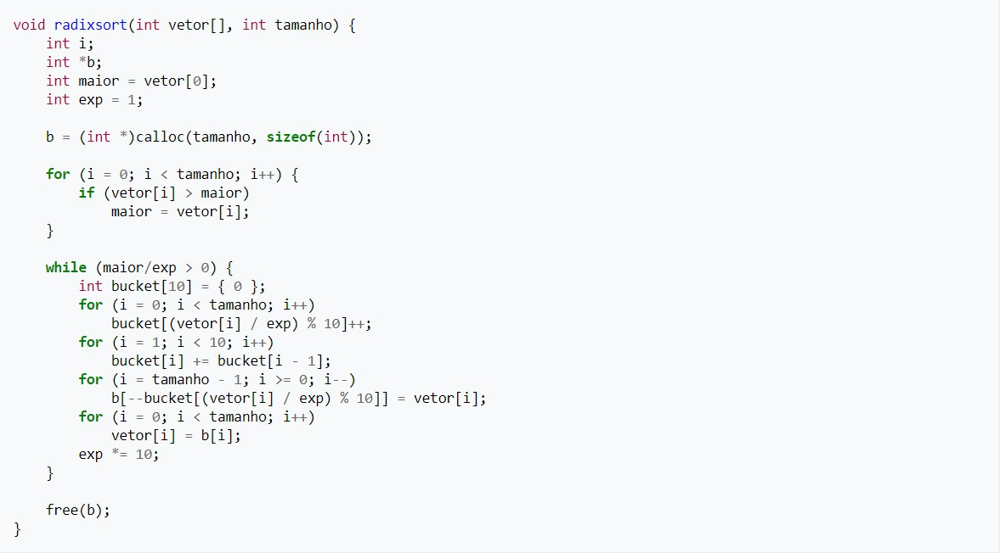 void radixsort(int vetor[], int tamanho) {
    int i;
    int *b;
    int maior = vetor[0];
    int exp = 1;

    b = (int *)calloc(tamanho, sizeof(int));

    for (i = 0; i < tamanho; i++) {
        if (vetor[i] > maior)
            maior = vetor[i];
    }

    while (maior/exp > 0) {
        int bucket[10] = { 0 };
        for (i = 0; i < tamanho; i++)
            bucket[(vetor[i] / exp) % 10]++;
        for (i = 1; i < 10; i++)
            bucket[i] += bucket[i - 1];
        for (i = tamanho - 1; i >= 0; i--)
            b[--bucket[(vetor[i] / exp) % 10]] = vetor[i];
        for (i = 0; i < tamanho; i++)
            vetor[i] = b[i];
        exp *= 10;
    }

    free(b);
}